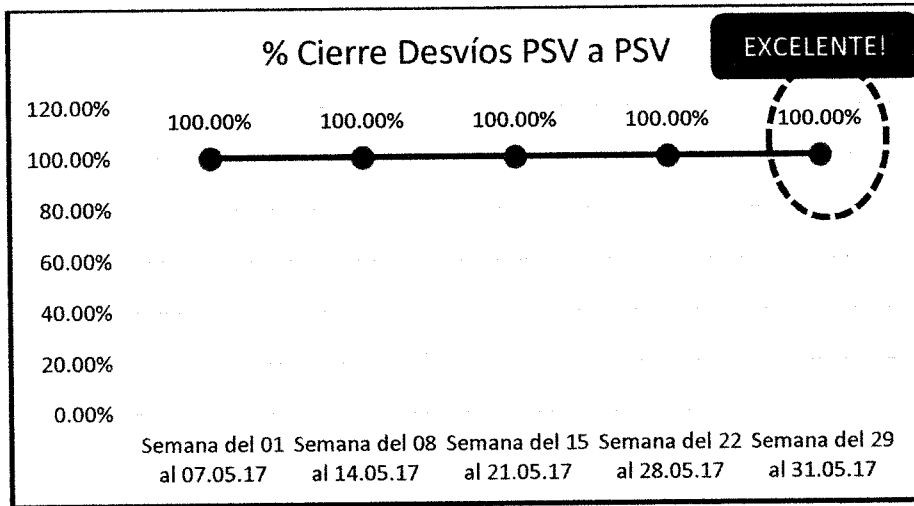 % Cierre Desvíos PSV a PSV
EXCELENTE!
120.00%
100.00%
80.00%
60.00%
40.00%
20.00%
0.00%
100.00%
100.00%
100.00%
100.00%
100.00%
Semana del 01
al 07.05.17
Semana del 08
al 14.05.17
Semana del 15
al 21.05.17
Semana del 22
al 28.05.17
Semana del 29
al 31.05.17